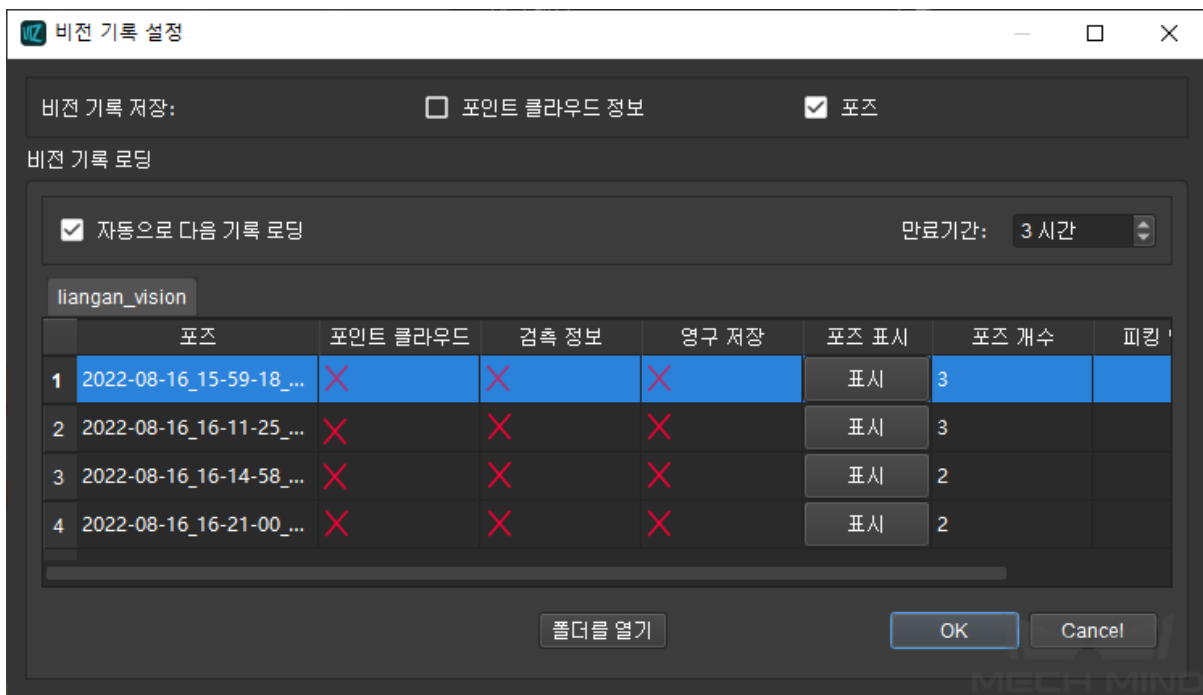 비전 기록 설정
비전 기록 저장: 포인트 클라우드 정보 포즈
비전 기록 로딩
자동으로 다음 기록 로딩 만료기간: 3 시간
liangan_vision
포즈 포인트 클라우드 검측 정보 영구 저장 포즈 표시 포즈 개수 피킹
1 2022-08-16_15-59-18_... 표시 3
2 2022-08-16_16-11-25_... 표시 3
3 2022-08-16_16-14-58_... 표시 2
4 2022-08-16_16-21-00_... 표시 2
폴더를 열기 OK Cancel
MECH MIND